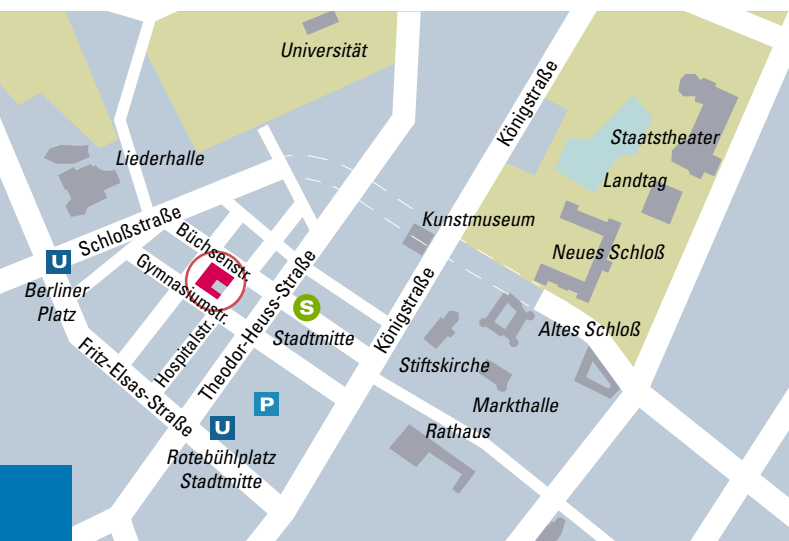 Universität
Königstraße
Staatstheater
Liederhalle
Landtag
Schloßstraße
Büchsenstr.
Kunstmuseum
Neues Schloß
U
Berliner
Platz
Gymnasiumstr.
Theodor-Heuss-Straße
S
Stadtmitte
Königstraße
Altes Schloß
Hospitalstr.
Fritz-Elsas-Straße
Stiftskirche
Markthalle
P
U
Rathaus
Rotebühlplatz
Stadtmitte